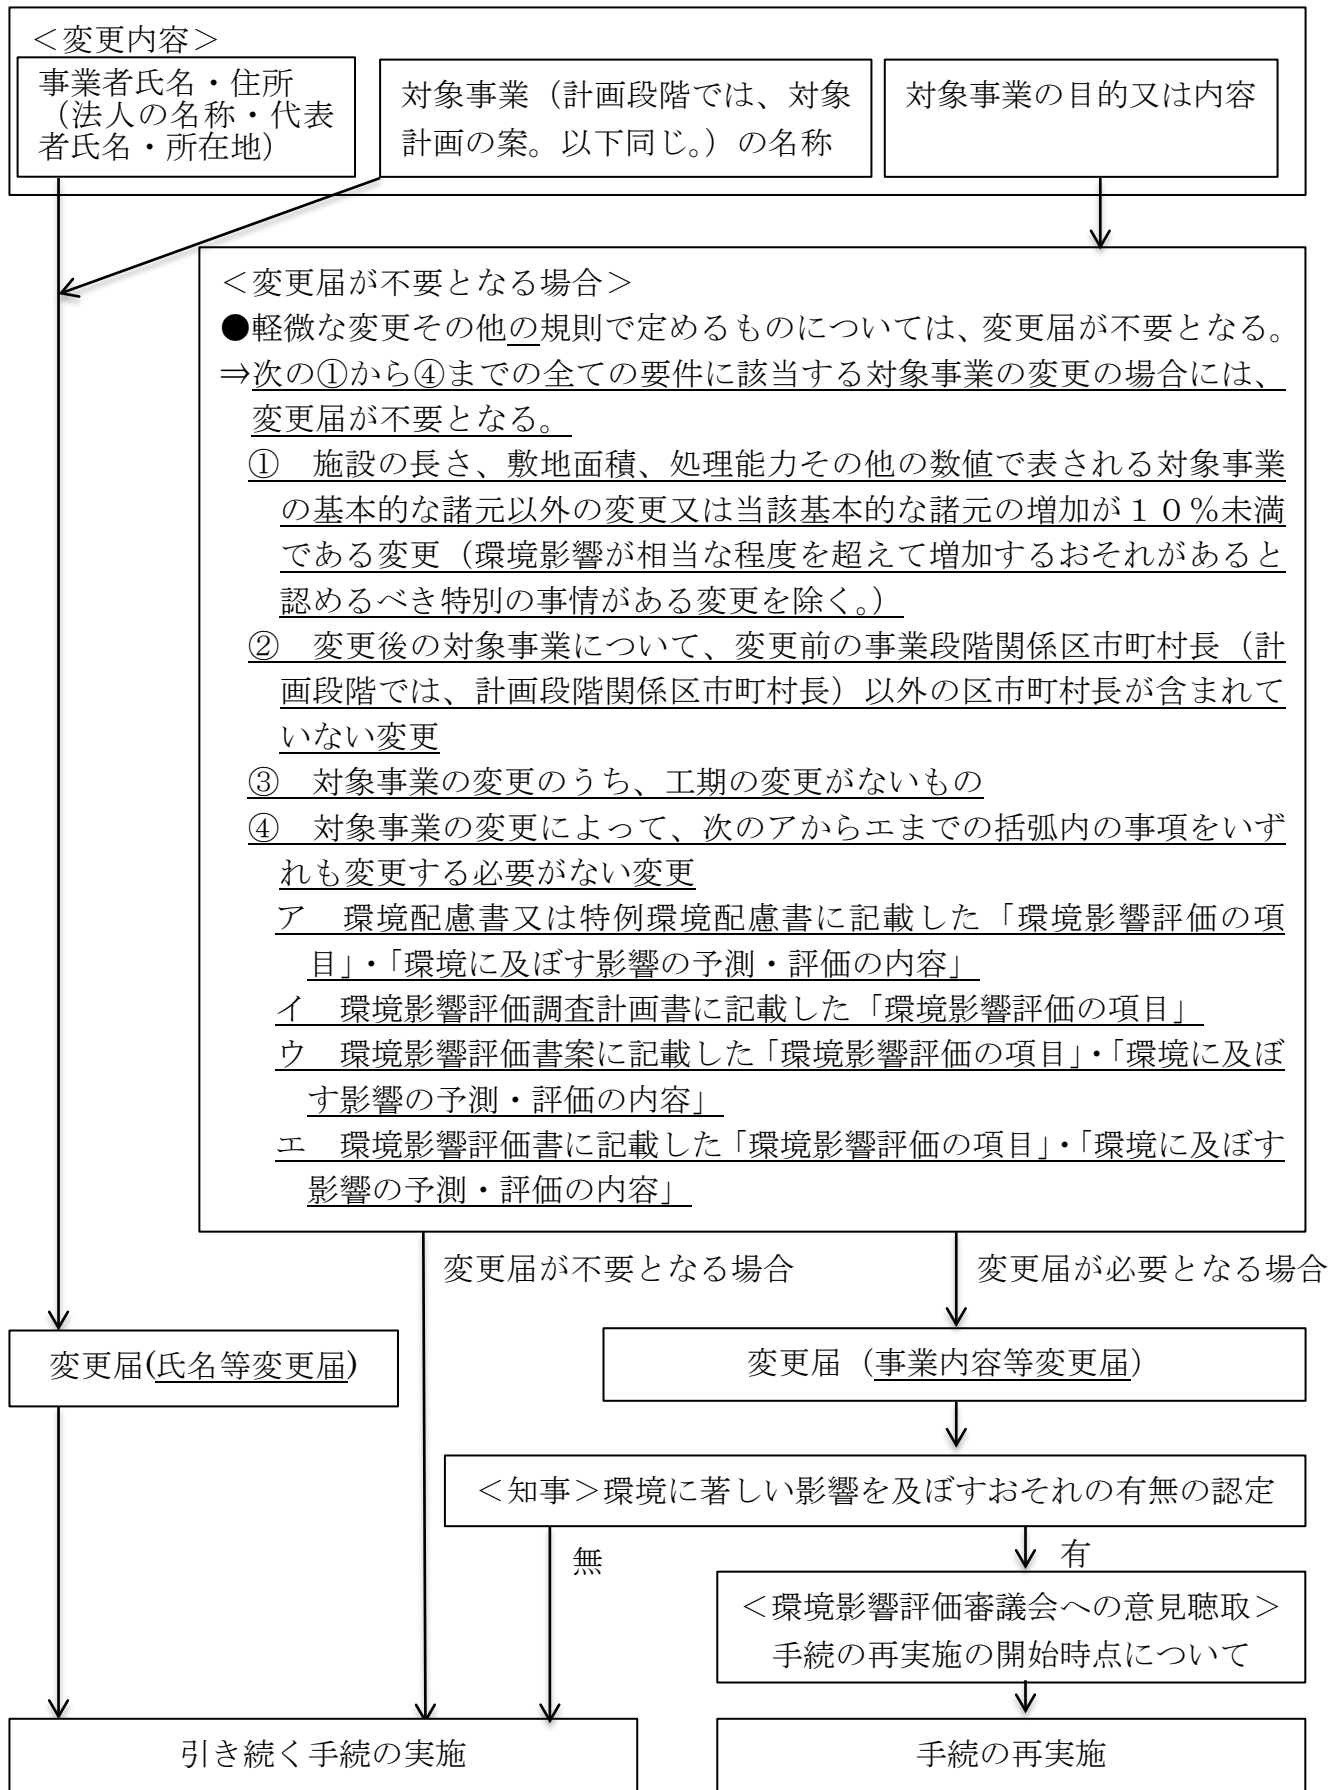 ＜変更内容＞
事業者氏名・住所
（法人の名称・代表
者氏名・所在地）
対象事業（計画段階では、対象
計画の案。以下同じ。）の名称
対象事業の目的又は内容
＜変更届が不要となる場合＞
●軽微な変更その他の規則で定めるものについては、変更届が不要となる。
⇒次の①から④までの全ての要件に該当する対象事業の変更の場合には、
変更届が不要となる。
①　施設の長さ、敷地面積、処理能力その他の数値で表される対象事業
の基本的な諸元以外の変更又は当該基本的な諸元の増加が１０％未満
である変更（環境影響が相当な程度を超えて増加するおそれがあると
認めるべき特別の事情がある変更を除く。）
②　変更後の対象事業について、変更前の事業段階関係区市町村長（計
画段階では、計画段階関係区市町村長）以外の区市町村長が含まれて
いない変更
③　対象事業の変更のうち、工期の変更がないもの
④　対象事業の変更によって、次のアからエまでの括弧内の事項をいず
れも変更する必要がない変更
ア　環境配慮書又は特例環境配慮書に記載した「環境影響評価の項
目」・「環境に及ぼす影響の予測・評価の内容」
イ　環境影響評価調査計画書に記載した「環境影響評価の項目」
ウ　環境影響評価書案に記載した「環境影響評価の項目」・「環境に及ぼ
す影響の予測・評価の内容」
エ　環境影響評価書に記載した「環境影響評価の項目」・「環境に及ぼす
影響の予測・評価の内容」
変更届が不要となる場合
変更届が必要となる場合
変更届(氏名等変更届)
変更届（事業内容等変更届）
＜知事＞環境に著しい影響を及ぼすおそれの有無の認定
無
有
＜環境影響評価審議会への意見聴取＞
手続の再実施の開始時点について
引き続く手続の実施
手続の再実施